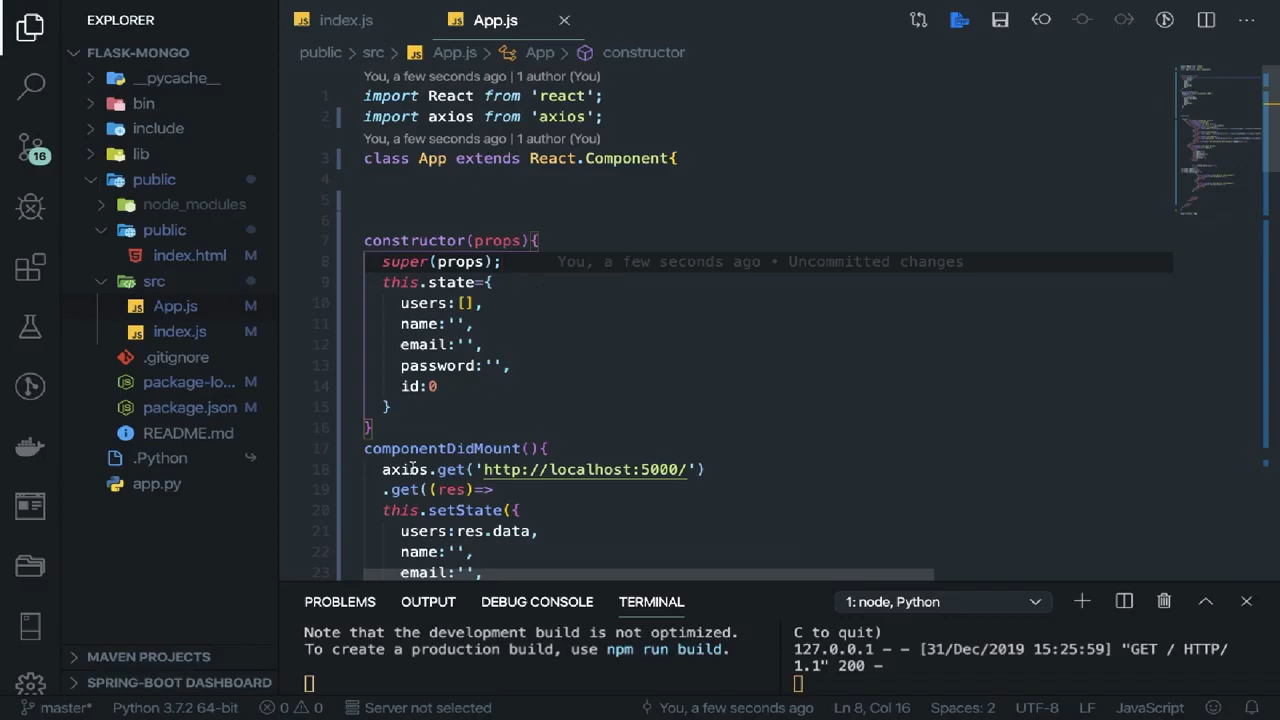 EXPLORER
FLASK-MONGO
__pycache__
bin
include
lib
public
node_modules
public
index.html
src
App.js M
index.js M
.gitignore
package-lo... M
package.json M
README.md
.Python
app.py
MAVEN PROJECTS
SPRING-BOOT DASHBOARD
16
JS index.js
JS App.js
public > src > JS App.js > App > constructor
You, a few seconds ago | 1 author (You)
1 import React from 'react';
2 import axios from 'axios';
You, a few seconds ago | 1 author (You)
3 class App extends React.Component{
4
5
6
7 constructor(props){
8 super(props); You, a few seconds ago • Uncommitted changes
9 this.state={
10 users:[],
11 name:'',
12 email:'',
13 password:'',
14 id:0
15 }
16 }
17 componentDidMount(){
18 axios.get('http://localhost:5000/')
19 .get((res)=>
20 this.setState({
21 users:res.data,
22 name:'',
23 email:'',
PROBLEMS OUTPUT DEBUG CONSOLE TERMINAL 1: node, Python
Note that the development build is not optimized.
To create a production build, use npm run build.
C to quit)
127.0.0.1 - - [31/Dec/2019 15:25:59] "GET / HTTP/
1.1" 200 -
master* Python 3.7.2 64-bit 0 0 Server not selected You, a few seconds ago Ln 8, Col 16 Spaces: 2 UTF-8 LF JavaScript